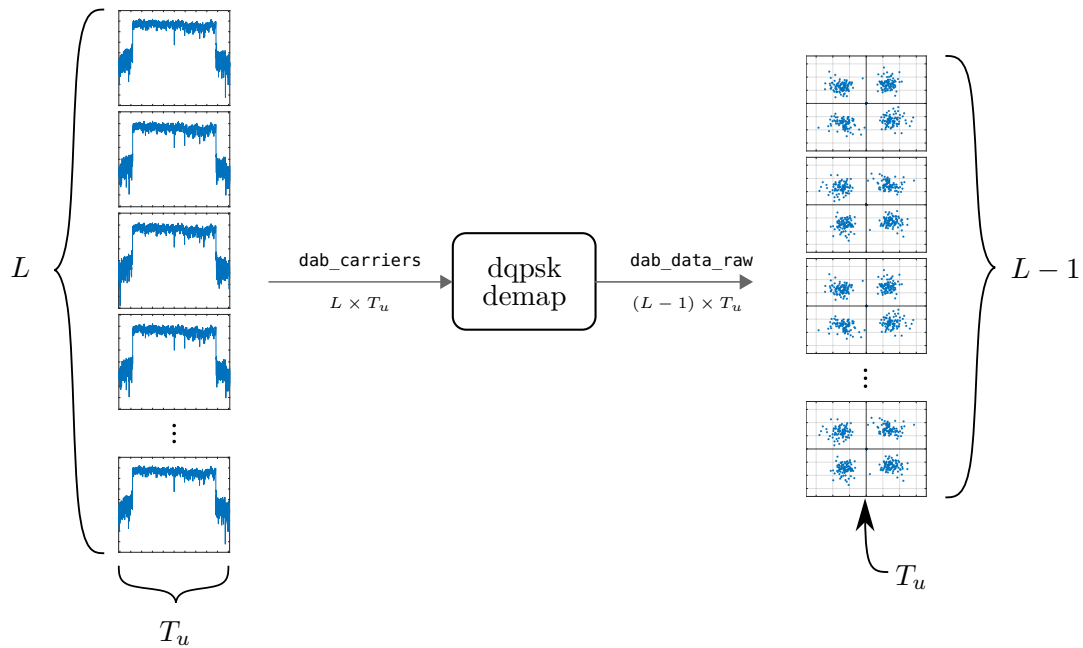 L
T_u
dab_carriers
L × T_u
dqpsk
demap
dab_data_raw
(L − 1) × T_u
⋮
⋮
L − 1
T_u